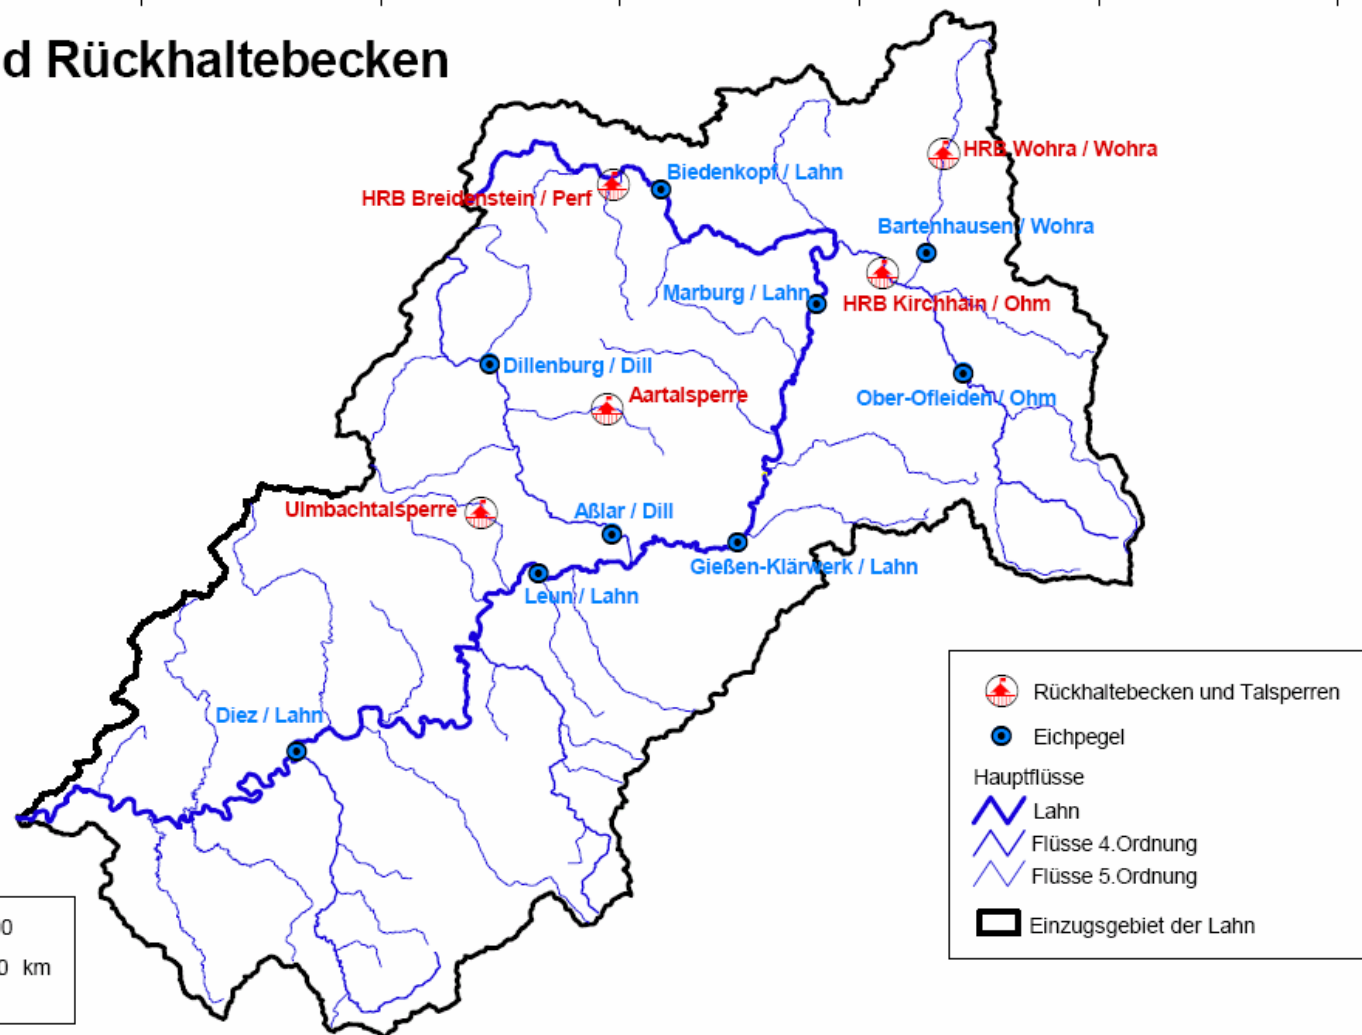 d Rückhaltebecken
HRB Wohra / Wohra
Biedenkopf / Lahn
HRB Breidenstein / Perf
Bartenhausen / Wohra
Marburg / Lahn
HRB Kirchhain / Ohm
Dillenburg / Dill
Aartalsperre
Ober-Ofleiden / Ohm
Ulmbachtalsperre
Aßlar / Dill
Gießen-Klärwerk / Lahn
Leun / Lahn
Diez / Lahn
Rückhaltebecken und Talsperren
Eichpegel
Hauptflüsse
Lahn
Flüsse 4.Ordnung
Flüsse 5.Ordnung
Einzugsgebiet der Lahn
00
0 km